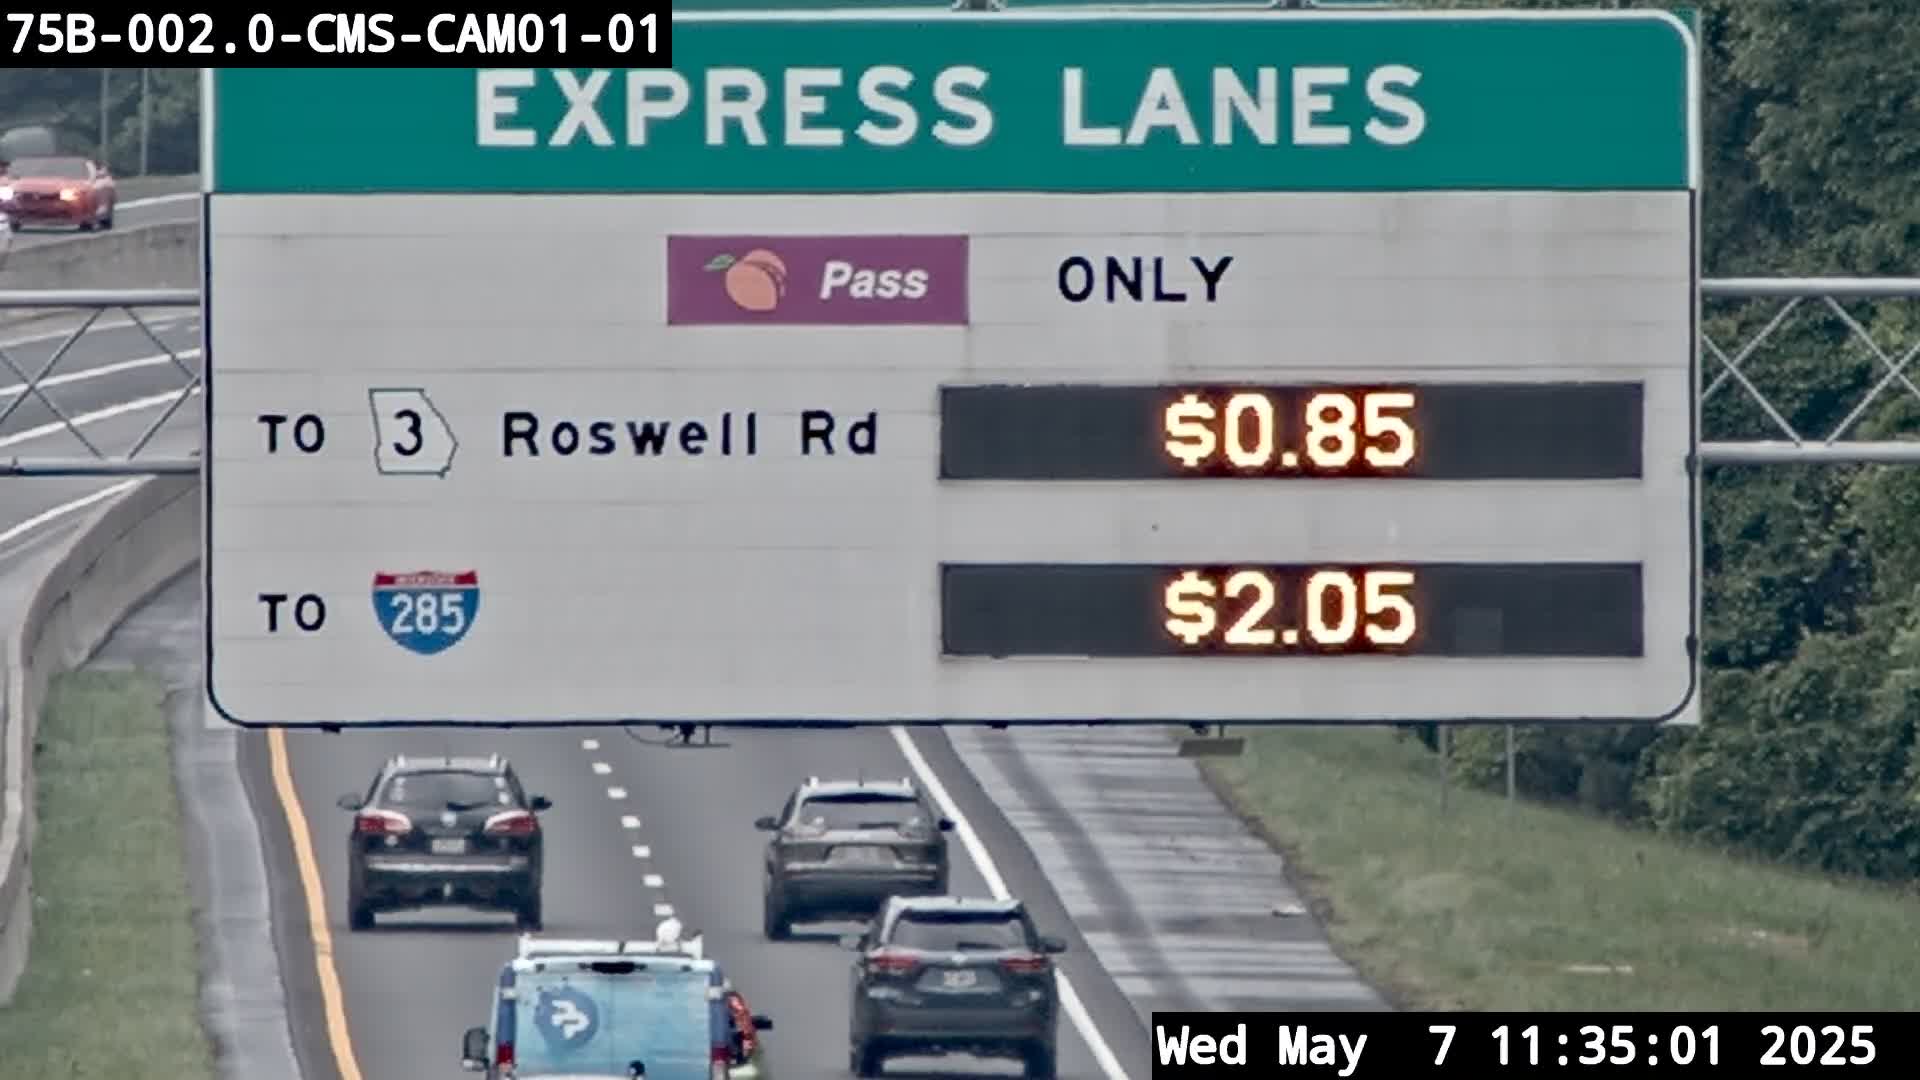 75B-002.0-CMS-CAM01-01
EXPRESS LANES
Pass ONLY
TO 3 Roswell Rd $0.85
TO INTERSTATE 285 $2.05
Wed May 7 11:35:01 2025